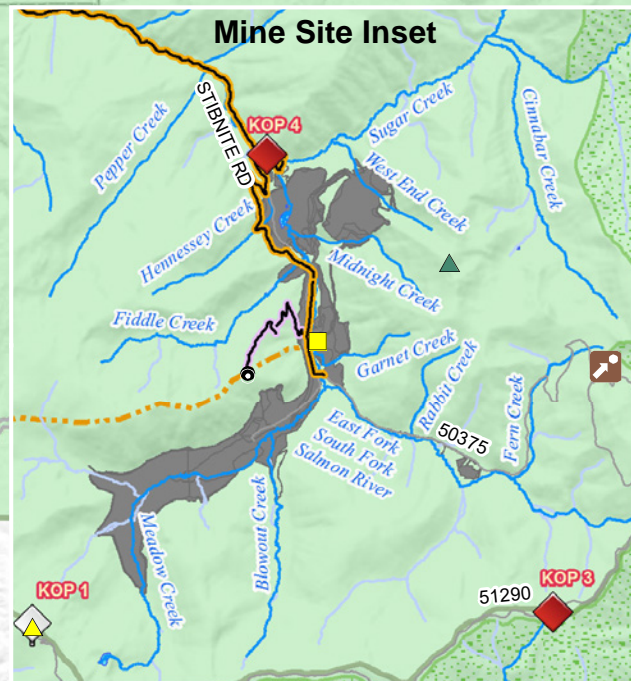 Mine Site Inset
Pepper Creek
STIBNITE RD
KOP 4
Sugar Creek
Cinnabar Creek
West End Creek
Hennessey Creek
Midnight Creek
Fiddle Creek
Garnet Creek
Rabbit Creek
Fern Creek
50375
East Fork
South Fork
Salmon River
Blowout Creek
Meadow Creek
KOP 1
51290
KOP 3